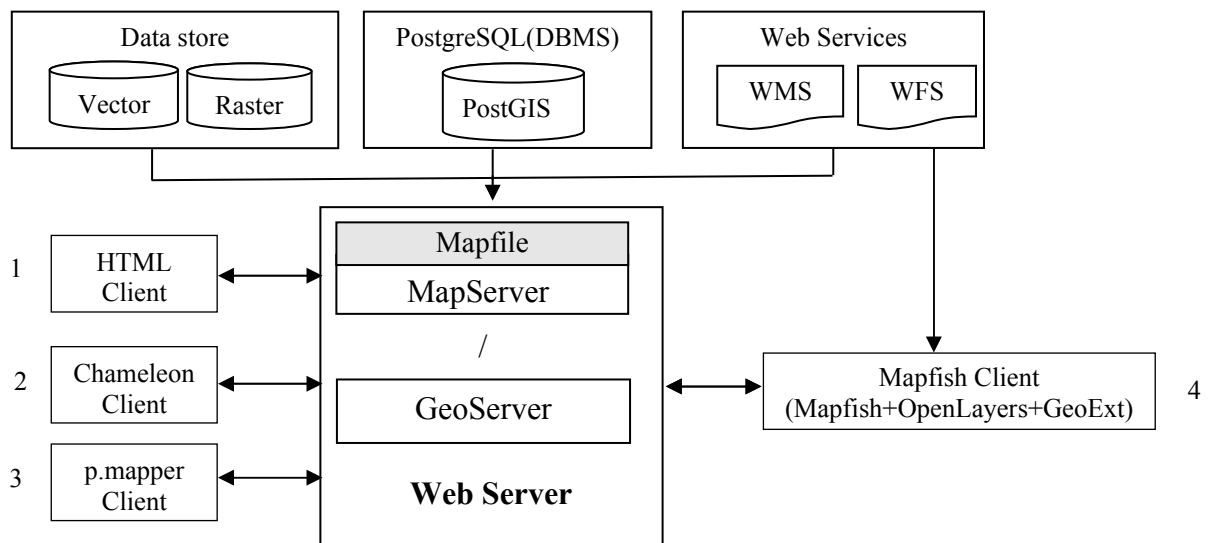 Data store
Vector
Raster
PostgreSQL(DBMS)
PostGIS
Web Services
WMS
WFS
1
HTML
Client
2
Chameleon
Client
3
p.mapper
Client
Mapfile
MapServer
/
GeoServer
Web Server
Mapfish Client
(Mapfish+OpenLayers+GeoExt)
4